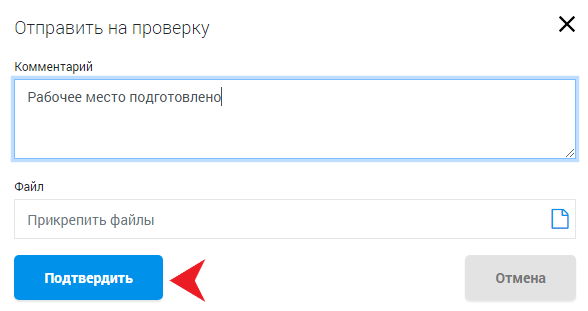 Отправить на проверку
Комментарий
Рабочее место подготовлено
Файл
Прикрепить файлы
Подтвердить
Отмена